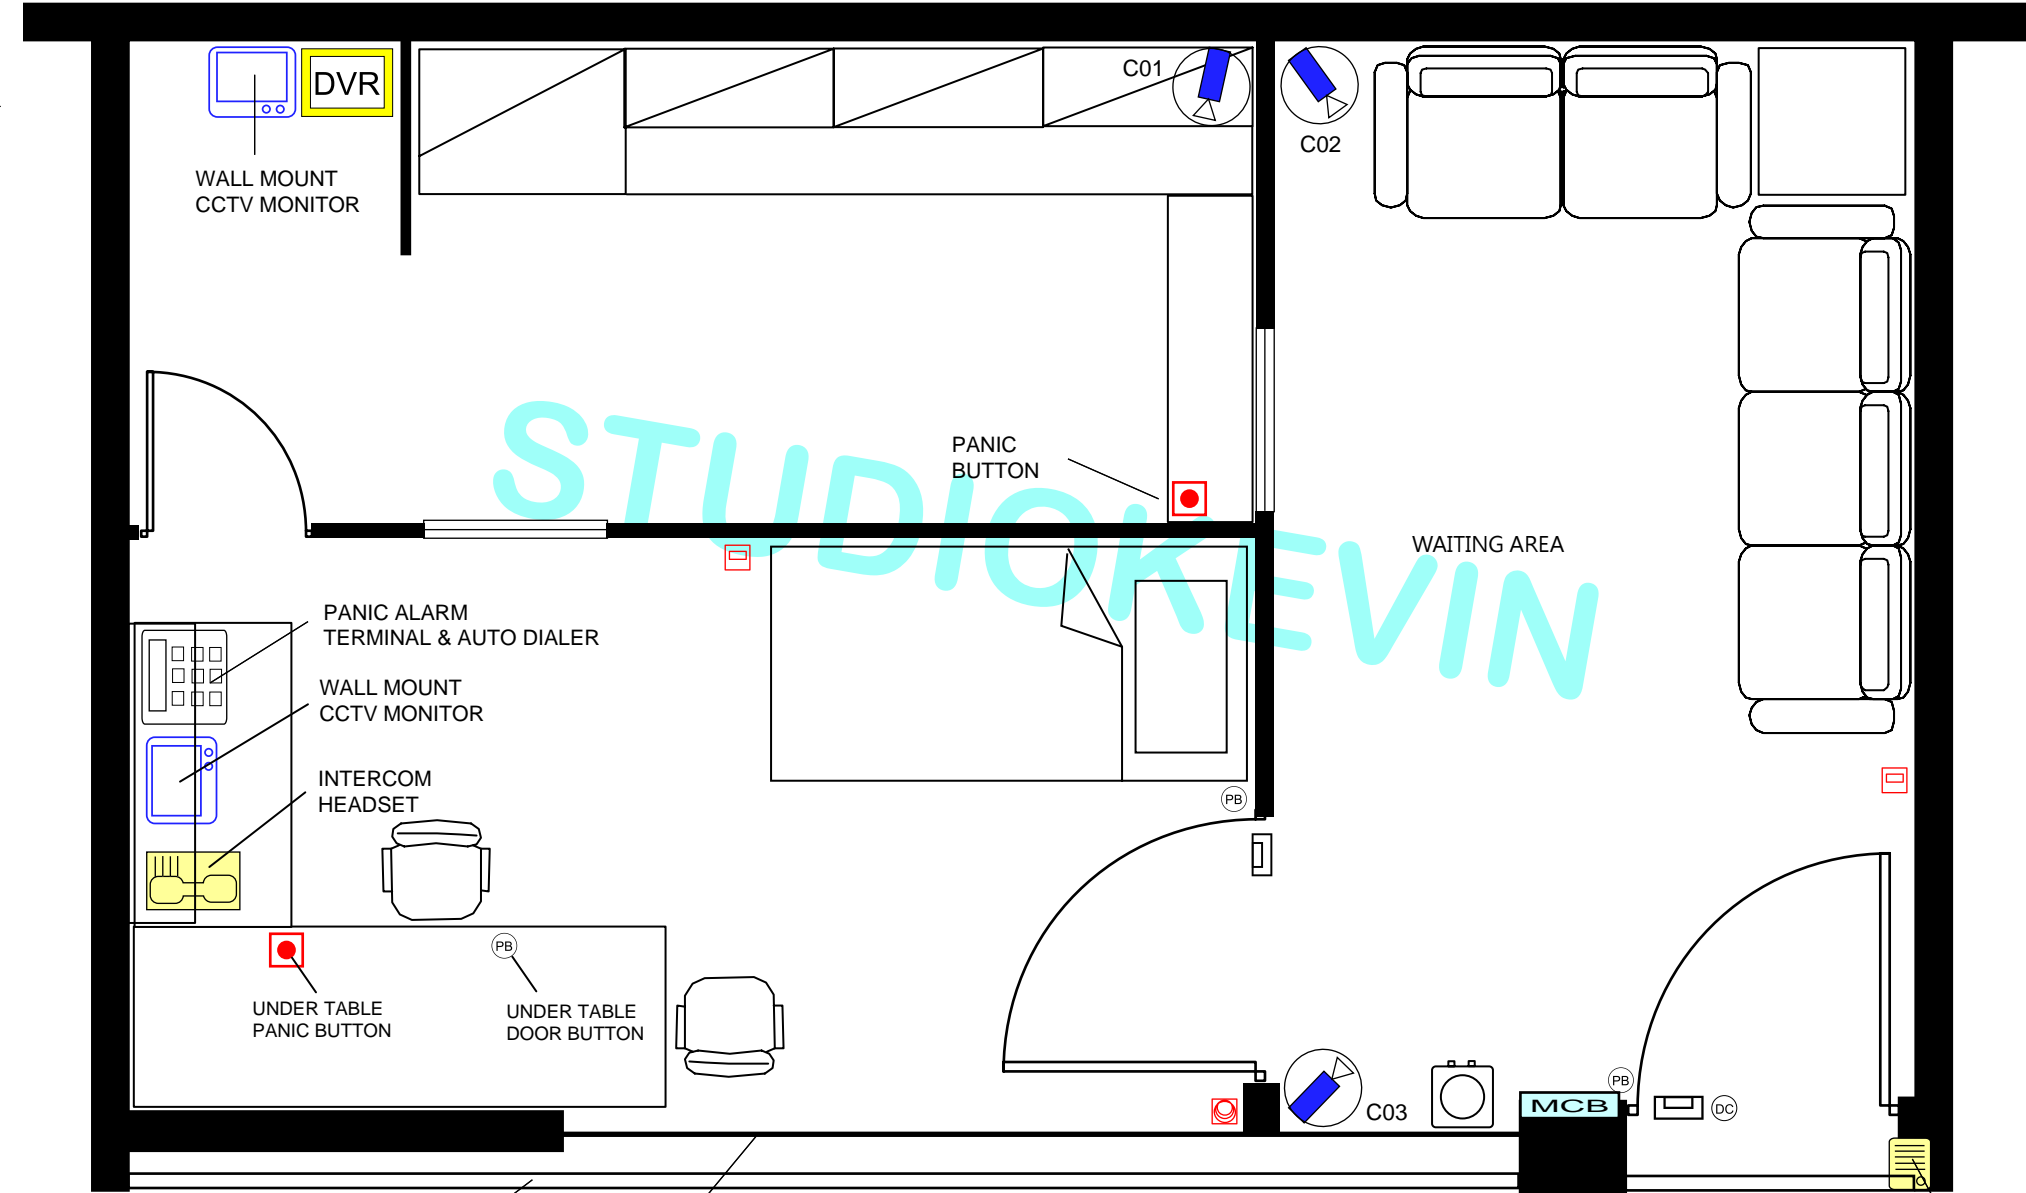 DVR
C01
C02
WALL MOUNT
CCTV MONITOR
PANIC
BUTTON
STUDIOKEVIN
WAITING AREA
PANIC ALARM
TERMINAL & AUTO DIALER
WALL MOUNT
CCTV MONITOR
INTERCOM
HEADSET
PB
PB
UNDER TABLE
PANIC BUTTON
UNDER TABLE
DOOR BUTTON
C03
MCB
PB
DC